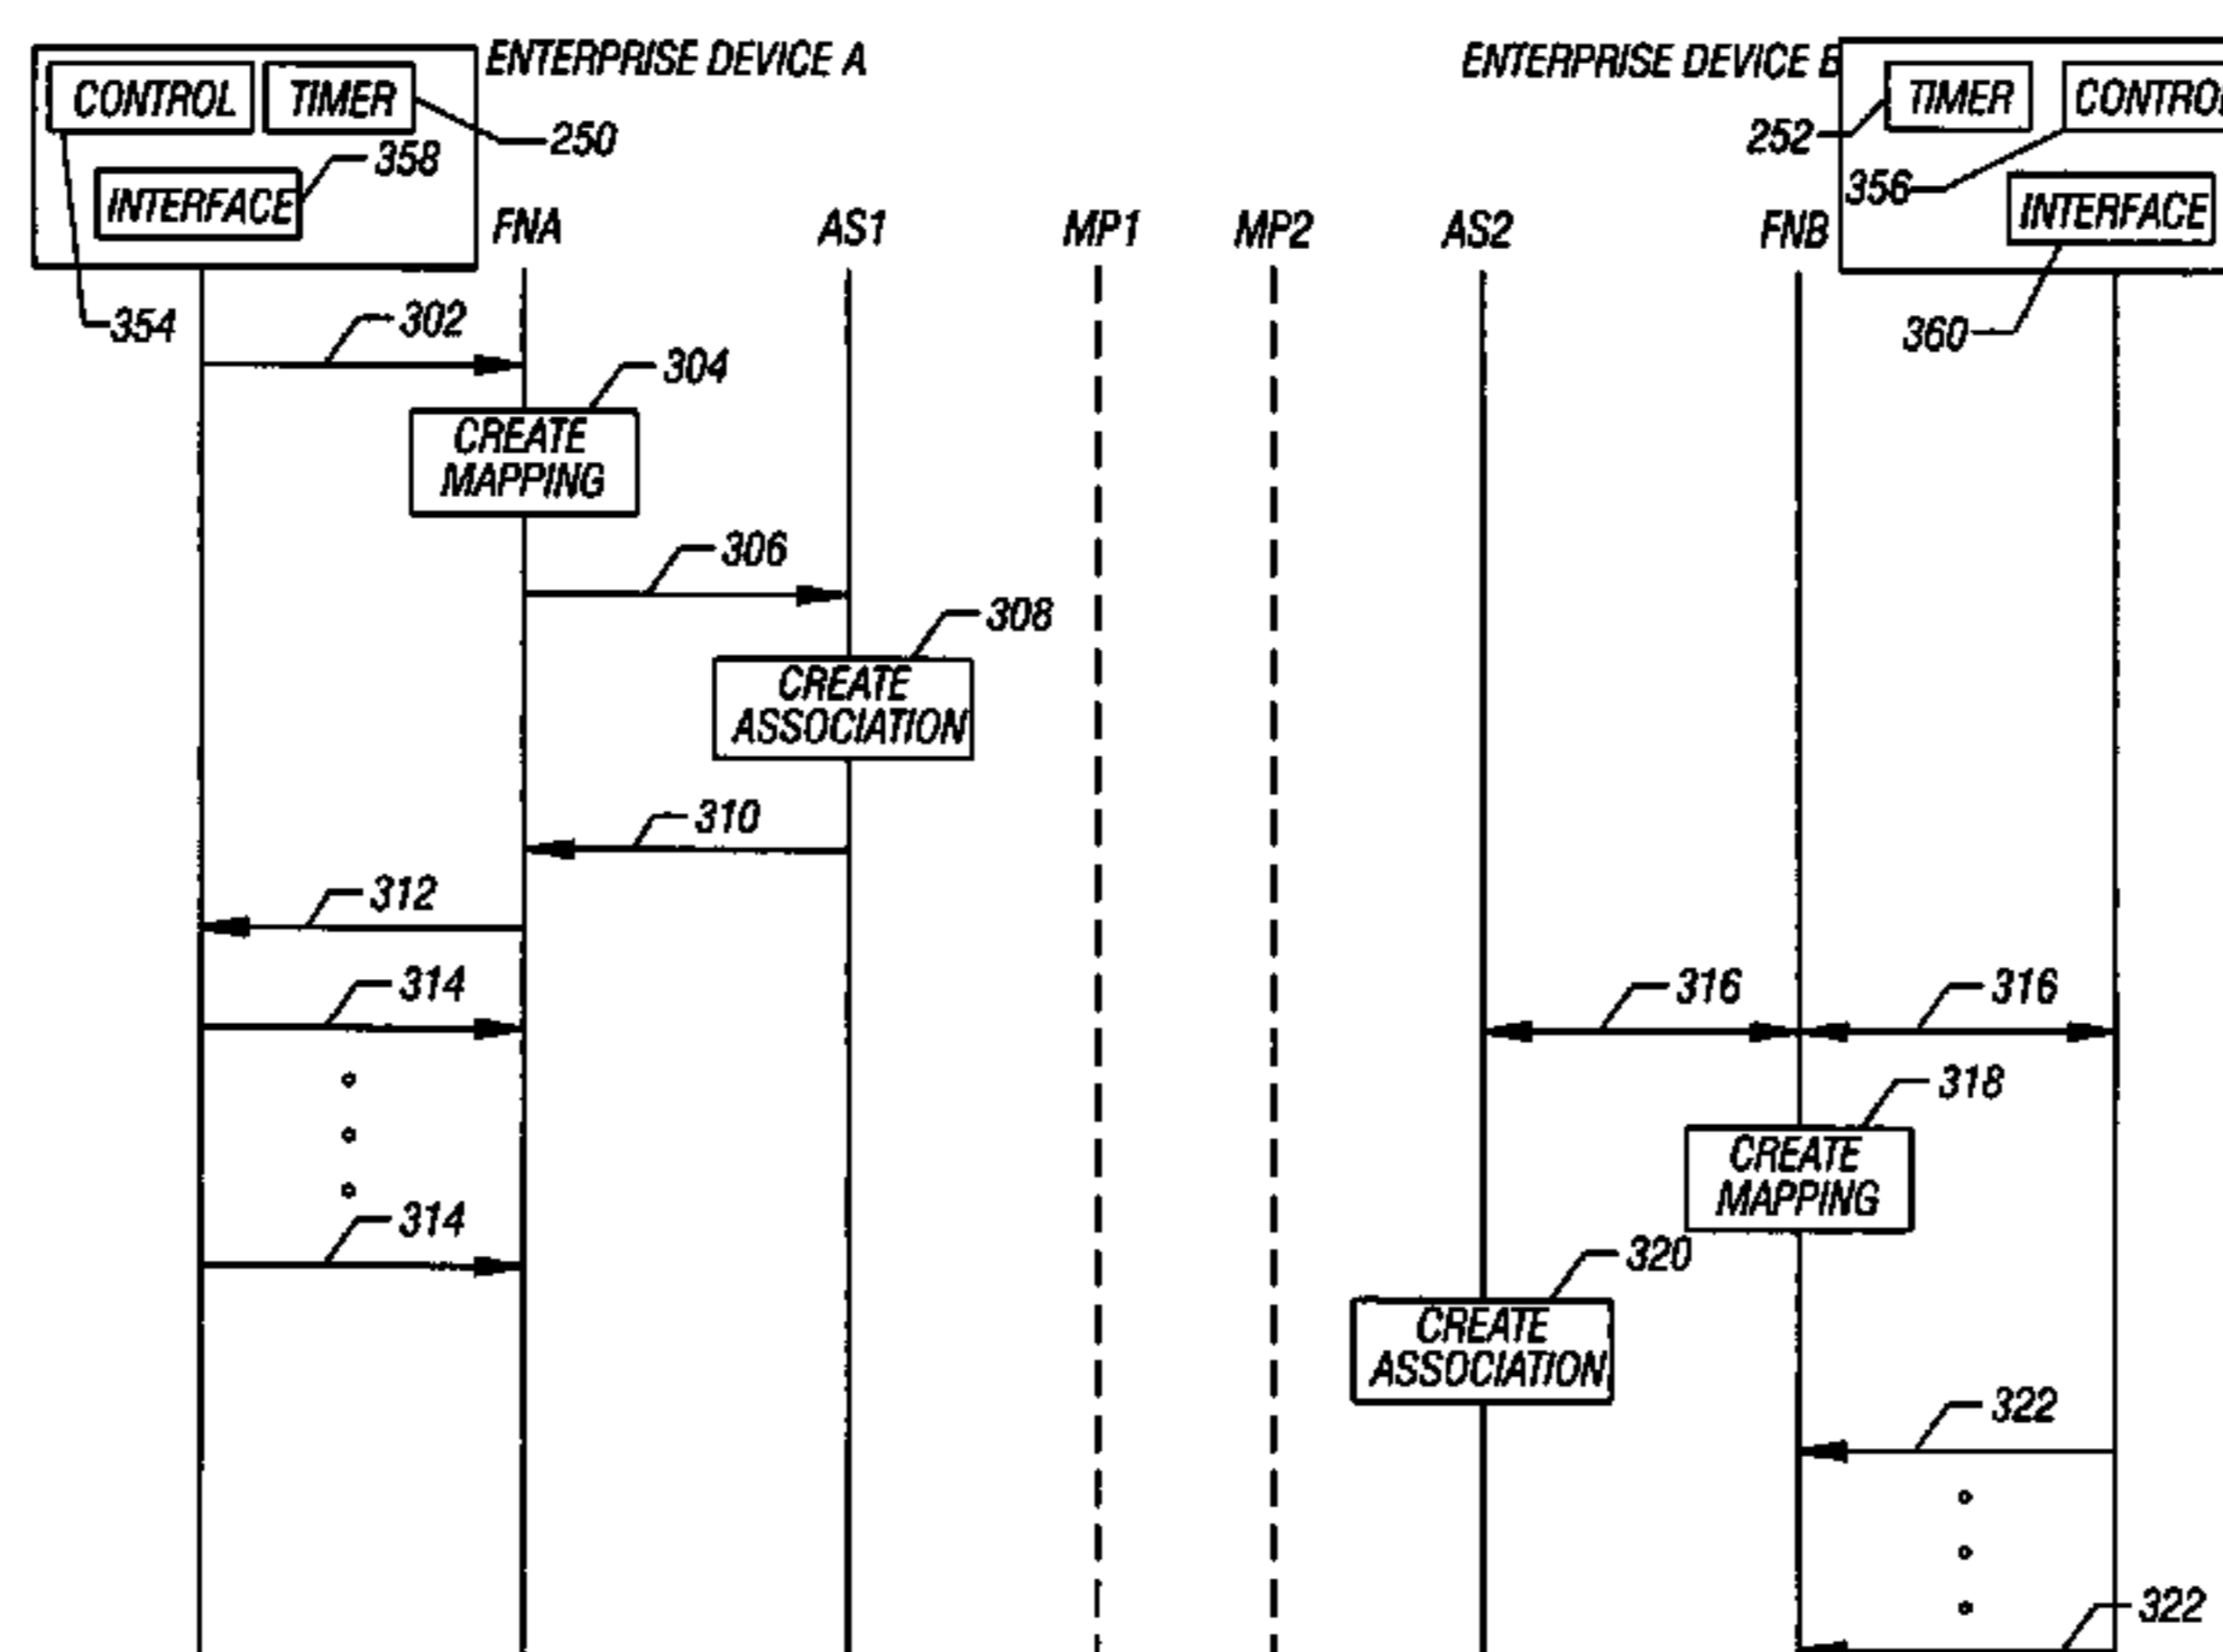 ENTERPRISE DEVICE A
ENTERPRISE DEVICE B
CONTROL
TIMER
250
358
INTERFACE
354
TIMER
CONTROL
252
356
INTERFACE
360
FNA
AS1
MP1
MP2
AS2
FNB
302
304
CREATE
MAPPING
306
308
CREATE
ASSOCIATION
310
312
314
316
316
318
CREATE
MAPPING
314
320
CREATE
ASSOCIATION
322
322